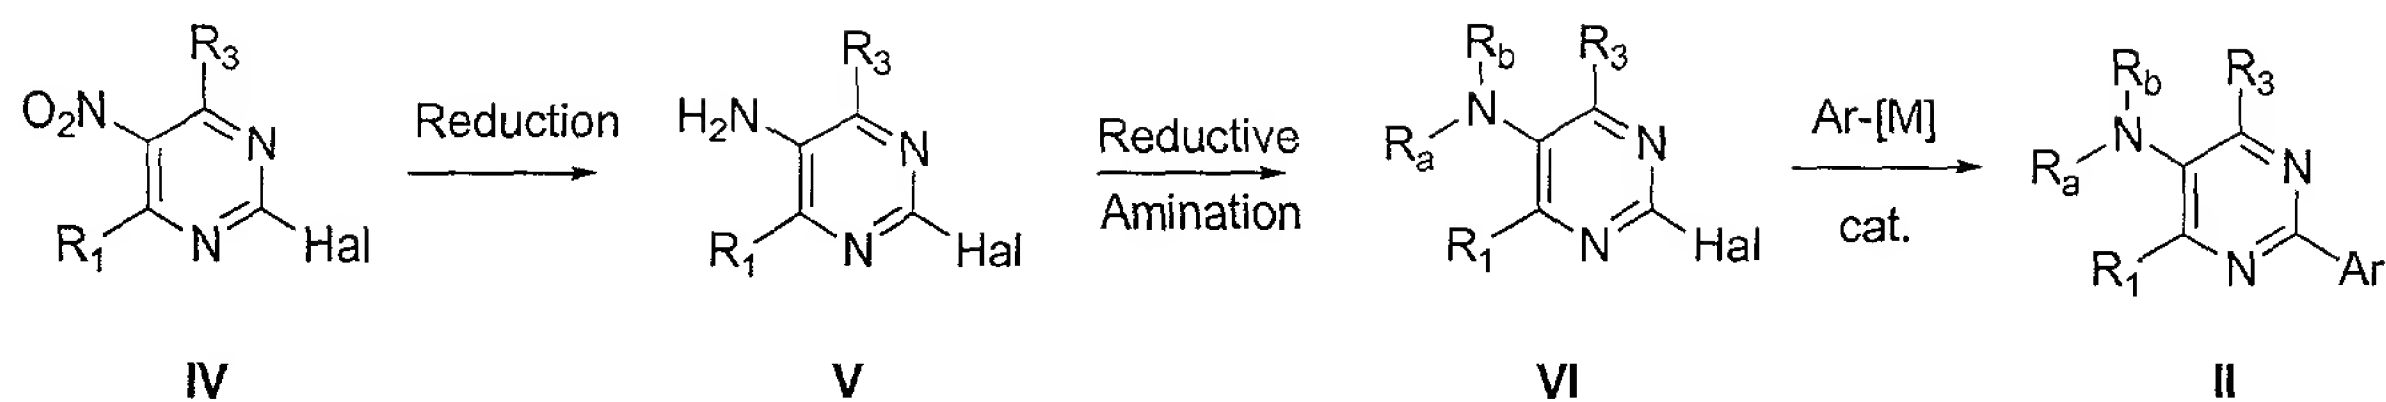 R3 R3 Rb R3 Rb R3
O2N N H2N N Ra N N Ra N N
Reduction Reductive Ar-[M]
Amination cat.
R1 N Hal R1 N Hal R1 N Hal R1 N Ar
IV V VI II